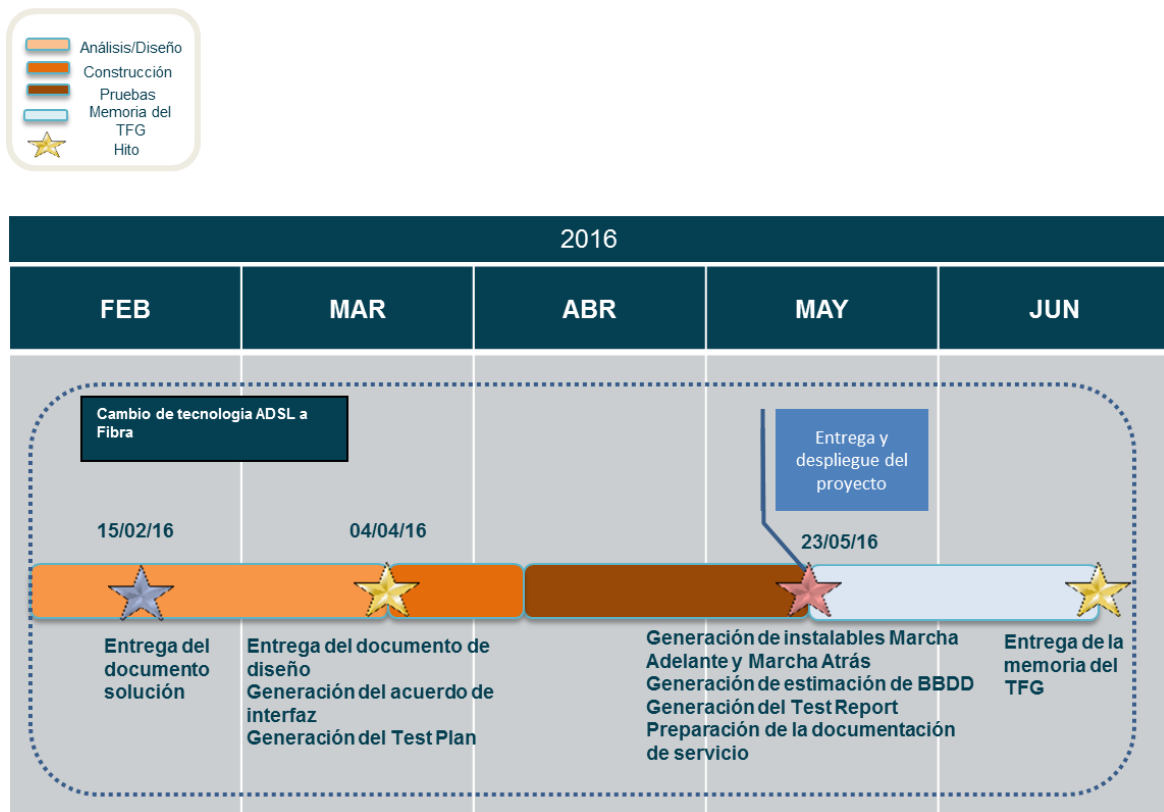 Análisis/Diseño
Construcción
Pruebas
Memoria del
TFG
Hito
2016
FEB
MAR
ABR
MAY
JUN
Cambio de tecnologia ADSL a
Fibra
Entrega y
despliegue del
proyecto
15/02/16
04/04/16
23/05/16
Entrega del
documento
solución
Entrega del documento de
diseño
Generación del acuerdo de
interfaz
Generación del Test Plan
Generación de instalables Marcha
Adelante y Marcha Atrás
Generación de estimación de BBDD
Generación del Test Report
Preparación de la documentación
de servicio
Entrega de la
memoria del
TFG